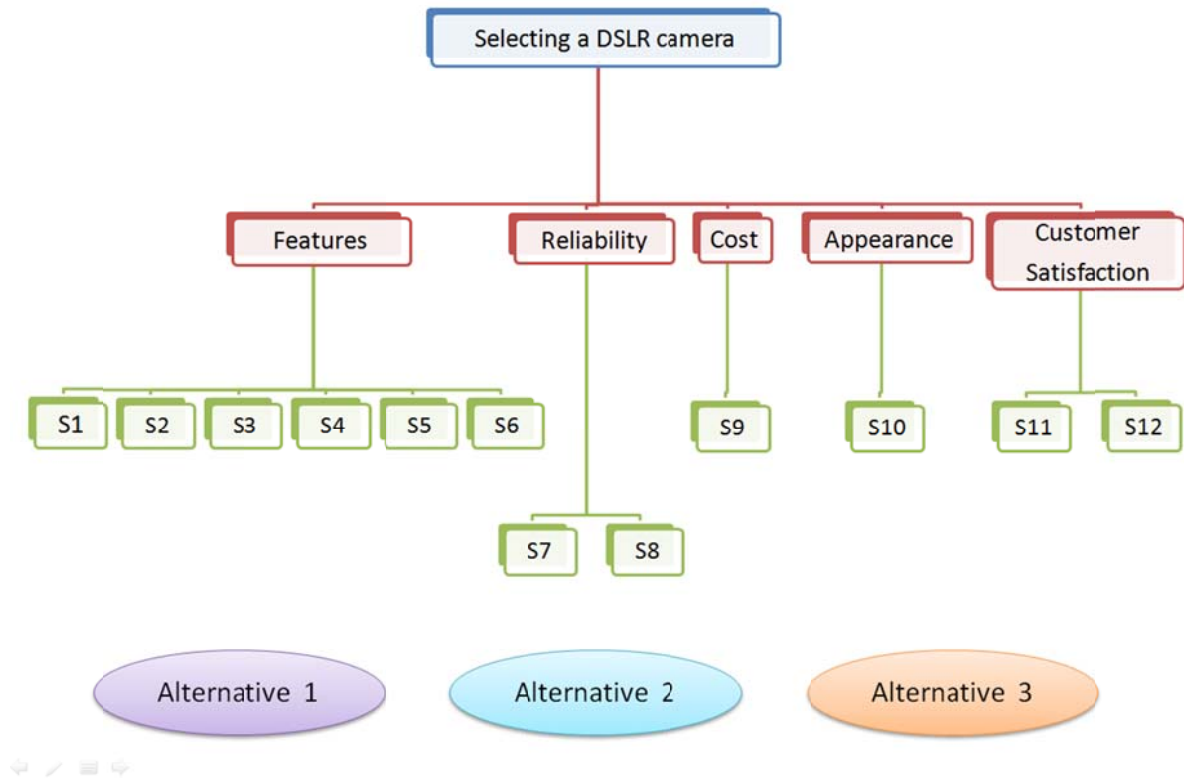 Selecting a DSLR camera
Features
Reliability
Cost
Appearance
Customer
Satisfaction
S1
S2
S3
S4
S5
S6
S9
S10
S11
S12
S7
S8
Alternative 1
Alternative 2
Alternative 3